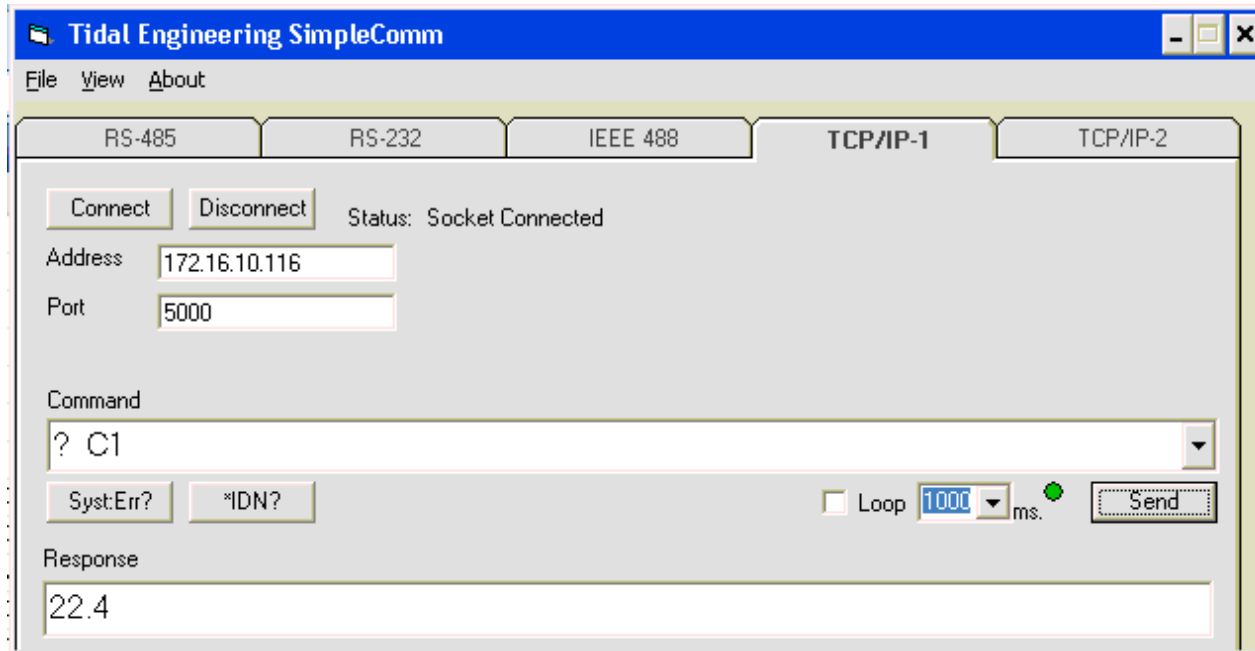 Tidal Engineering SimpleComm
File View About
RS-485 RS-232 IEEE 488 TCP/IP-1 TCP/IP-2
Connect Disconnect Status: Socket Connected
Address 172.16.10.116
Port 5000
Command
? C1
Syst:Err? *IDN? Loop 1000 ms. Send
Response
22.4